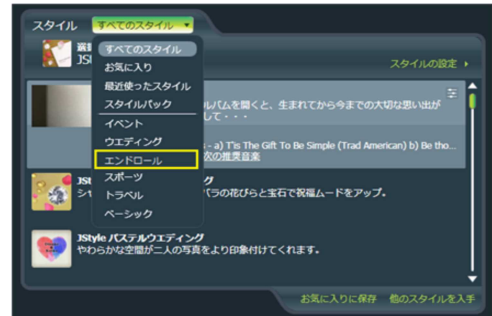 スタイル すべてのスタイル
JS
スタイルの設定
すべてのスタイル
お気に入り
最近使ったスタイル
スタイルパック
イベント
ウエディング
エンドロール
スポーツ
トラベル
ベーシック
ルバムを開くと、生まれてから今までの大切な思い出が
して・・・
- a) T'is The Gift To Be Simple (Trad American) b) Be tho...
次の推奨音楽
JSt
グ
シャ
バラの花びらと宝石で祝福ムードをアップ。
JStyle パステルウエディング
やわらかな空間が二人の写真をより印象付けてくれます。
お気に入りに保存 他のスタイルを入手